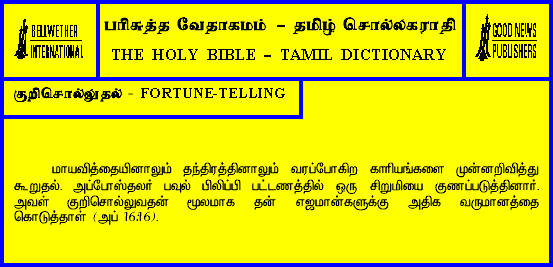 BELLWETHER
INTERNATIONAL
பரிசுத்த வேதாகமம் – தமிழ் சொல்லகராதி
THE HOLY BIBLE – TAMIL DICTIONARY
GOOD NEWS
PUBLISHERS
குறிசொல்லுதல் - FORTUNE-TELLING
மாயவித்தையினாலும் தந்திரத்தினாலும் வரப்போகிற காரியங்களை முன்னறிவித்து
கூறுதல். அப்போஸ்தலர் பவுல் பிலிப்பி பட்டணத்தில் ஒரு சிறுமியை குணப்படுத்தினார்.
அவள் குறிசொல்லுவதன் மூலமாக தன் எஜமான்களுக்கு அதிக வருமானத்தை
கொடுத்தாள் (அப் 16:16).